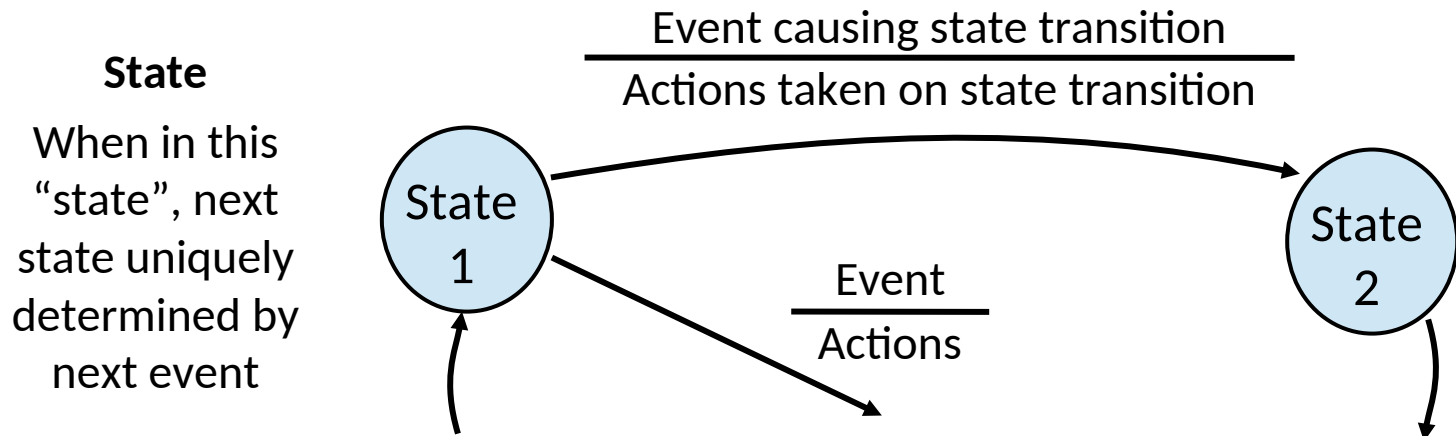 State
When in this
“state”, next
state uniquely
determined by
next event
Event causing state transition
Actions taken on state transition
State
1
Event
Actions
State
2